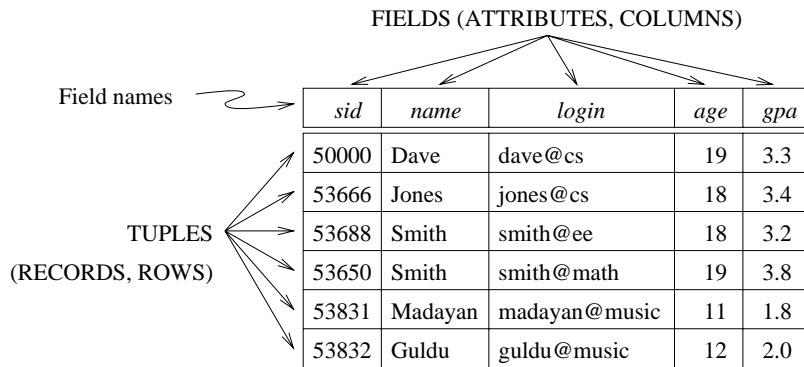 FIELDS (ATTRIBUTES, COLUMNS)
Field names
sid name login age gpa
50000 Dave dave@cs 19 3.3
53666 Jones jones@cs 18 3.4
53688 Smith smith@ee 18 3.2
TUPLES
53650 Smith smith@math 19 3.8
(RECORDS, ROWS)
53831 Madayan madayan@music 11 1.8
53832 Guldu guldu@music 12 2.0